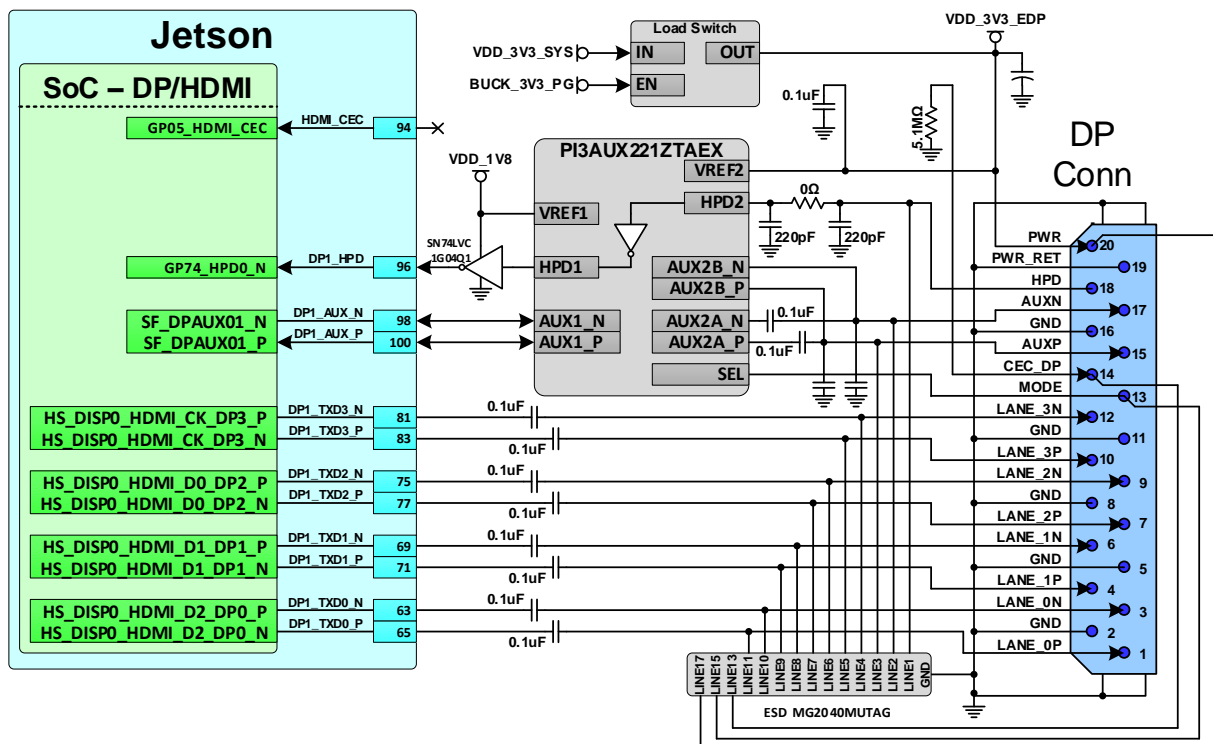 Jetson
SoC – DP/HDMI
GP05_HDMI_CEC
HDMI_CEC
94
GP74_HPD0_N
DP1_HPD
96
SF_DPAUX01_N
DP1_AUX_N
98
SF_DPAUX01_P
DP1_AUX_P
100
HS_DISP0_HDMI_CK_DP3_P
DP1_TXD3_N
81
HS_DISP0_HDMI_CK_DP3_N
DP1_TXD3_P
83
HS_DISP0_HDMI_D0_DP2_P
DP1_TXD2_N
75
HS_DISP0_HDMI_D0_DP2_N
DP1_TXD2_P
77
HS_DISP0_HDMI_D1_DP1_P
DP1_TXD1_N
69
HS_DISP0_HDMI_D1_DP1_N
DP1_TXD1_P
71
HS_DISP0_HDMI_D2_DP0_P
DP1_TXD0_N
63
HS_DISP0_HDMI_D2_DP0_N
DP1_TXD0_P
65
VDD_3V3_SYS
BUCK_3V3_PG
Load Switch
IN
OUT
EN
VDD_3V3_EDP
0.1uF
5.1MΩ
VDD_1V8
SN74LVC
1G04Q1
PI3AUX221ZTAEX
VREF2
VREF1
HPD2
HPD1
AUX2B_N
AUX2B_P
AUX1_N
AUX2A_N
AUX1_P
AUX2A_P
SEL
0Ω
220pF
220pF
0.1uF
0.1uF
0.1uF
0.1uF
0.1uF
0.1uF
0.1uF
0.1uF
0.1uF
0.1uF
DP
Conn
PWR
20
PWR_RET
19
HPD
18
AUXN
17
GND
16
AUXP
15
CEC_DP
14
MODE
13
LANE_3N
12
GND
11
LANE_3P
10
LANE_2N
9
GND
8
LANE_2P
7
LANE_1N
6
GND
5
LANE_1P
4
LANE_0N
3
GND
2
LANE_0P
1
LINE17
LINE15
LINE13
LINE11
LINE10
LINE9
LINE8
LINE7
LINE6
LINE5
LINE4
LINE3
LINE2
LINE1
GND
ESD MG2040MUTAG